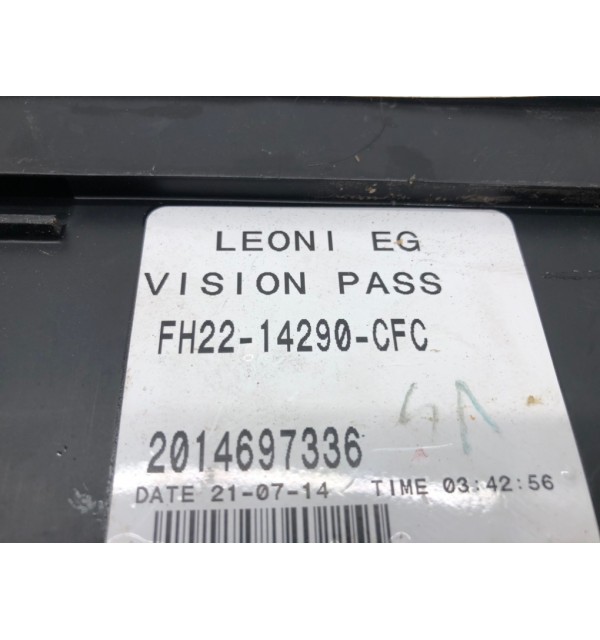 LEONI EG
VISION PASS
FH22-14290-CFC
2014697336
DATE 21-07-14 / TIME 03:42:56